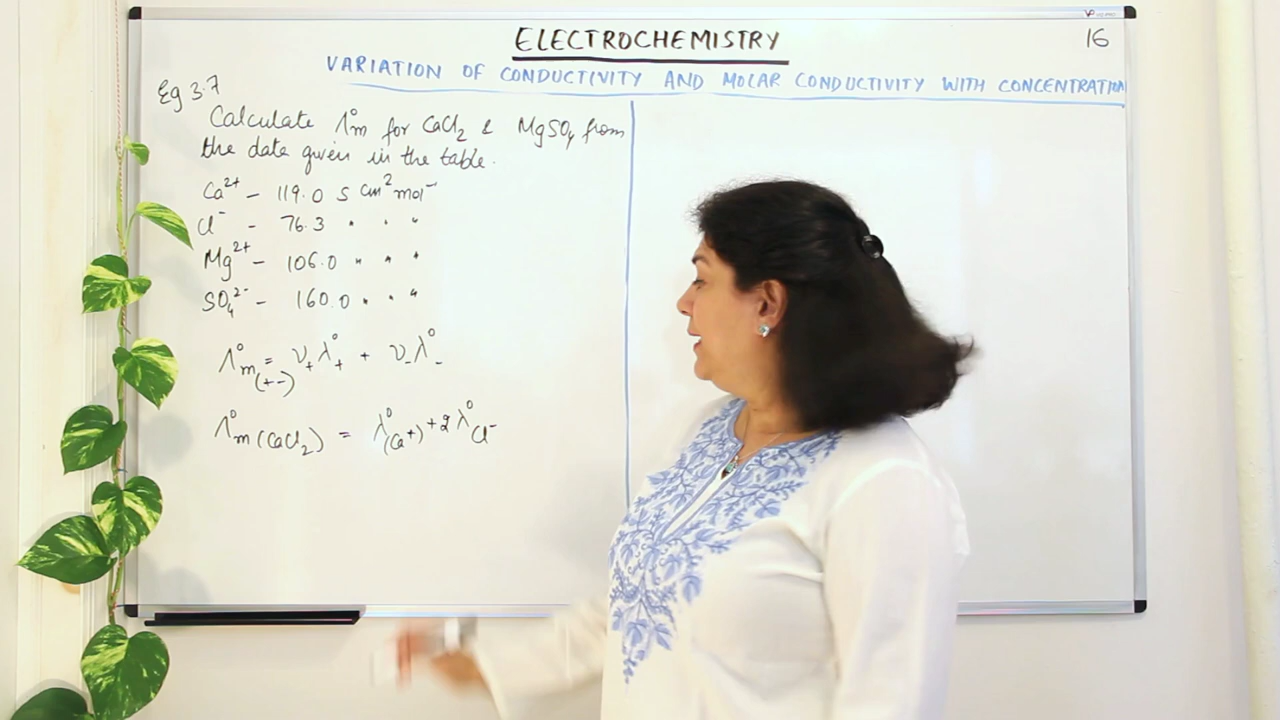 ELECTROCHEMISTRY
16
VARIATION OF CONDUCTIVITY AND MOLAR CONDUCTIVITY WITH CONCENTRATION
Eg 3.7
Calculate Λ°m for CaCl₂ & MgSO₄ from
the data given in the table.
Ca²⁺ – 119.0 S cm² mol⁻
Cl⁻ – 76.3 " " "
Mg²⁺ – 106.0 " " "
SO₄²⁻ – 160.0 " " "
Λ°m(+-) = ν₊λ°₊ + ν₋λ°₋
Λ°m(CaCl₂) = λ°(Ca⁺) + 2λ°Cl⁻